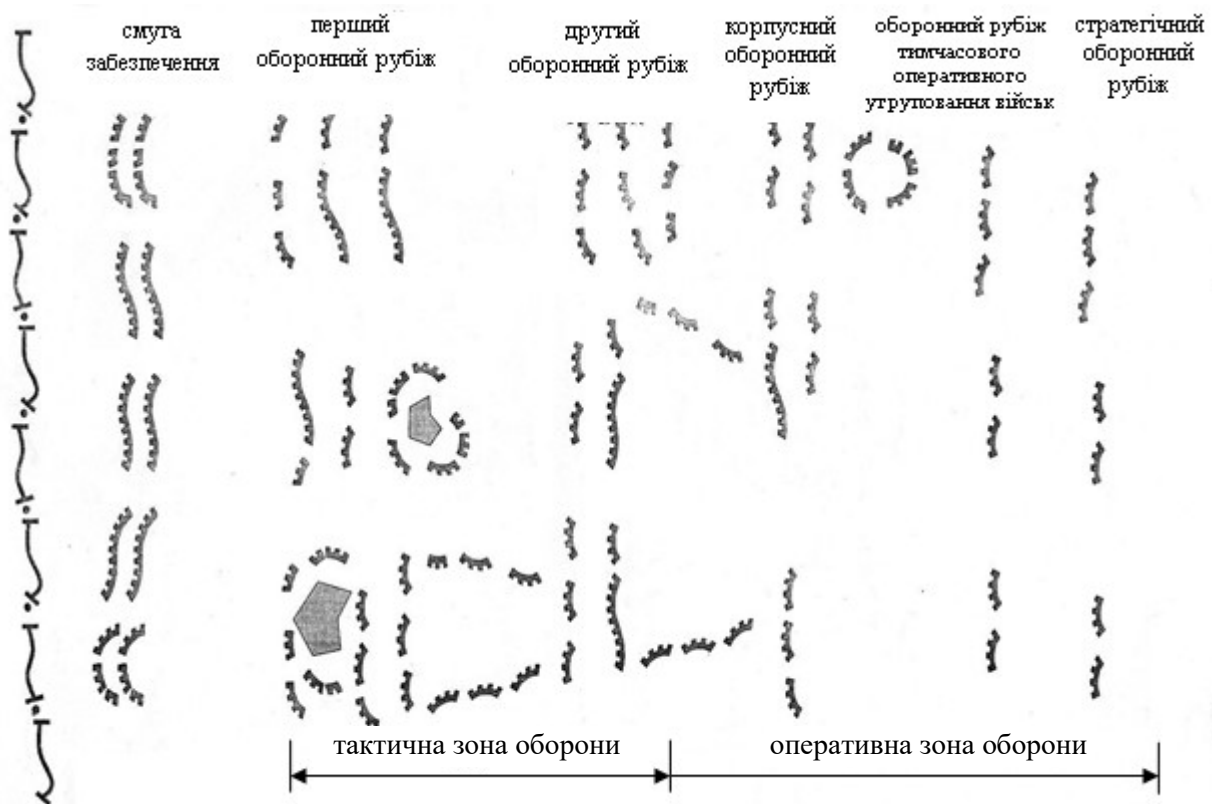 смуга
забезпечення
перший
оборонний рубіж
другий
оборонний рубіж
корпусний
оборонний
рубіж
оборонний рубіж
тимчасового
оперативного
угруповання військ
стратегічний
оборонний
рубіж
тактична зона оборони
оперативна зона оборони